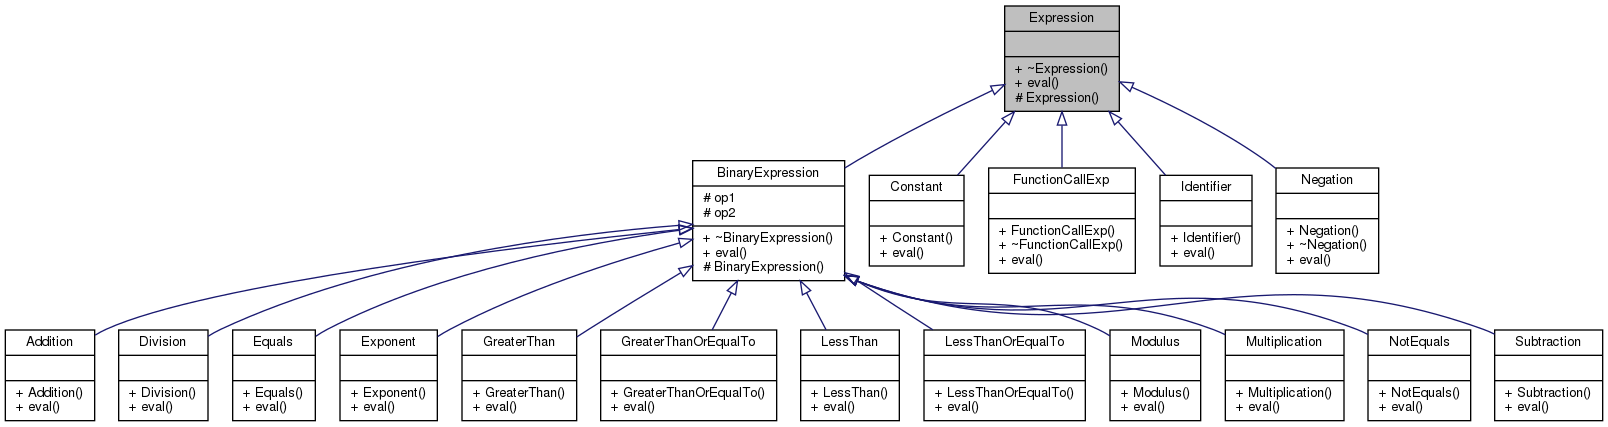 Expression
+ ~Expression()
+ eval()
# Expression()
BinaryExpression
# op1
# op2
+ ~BinaryExpression()
+ eval()
# BinaryExpression()
Constant
+ Constant()
+ eval()
FunctionCallExp
+ FunctionCallExp()
+ ~FunctionCallExp()
+ eval()
Identifier
+ Identifier()
+ eval()
Negation
+ Negation()
+ ~Negation()
+ eval()
Addition
+ Addition()
+ eval()
Division
+ Division()
+ eval()
Equals
+ Equals()
+ eval()
Exponent
+ Exponent()
+ eval()
GreaterThan
+ GreaterThan()
+ eval()
GreaterThanOrEqualTo
+ GreaterThanOrEqualTo()
+ eval()
LessThan
+ LessThan()
+ eval()
LessThanOrEqualTo
+ LessThanOrEqualTo()
+ eval()
Modulus
+ Modulus()
+ eval()
Multiplication
+ Multiplication()
+ eval()
NotEquals
+ NotEquals()
+ eval()
Subtraction
+ Subtraction()
+ eval()